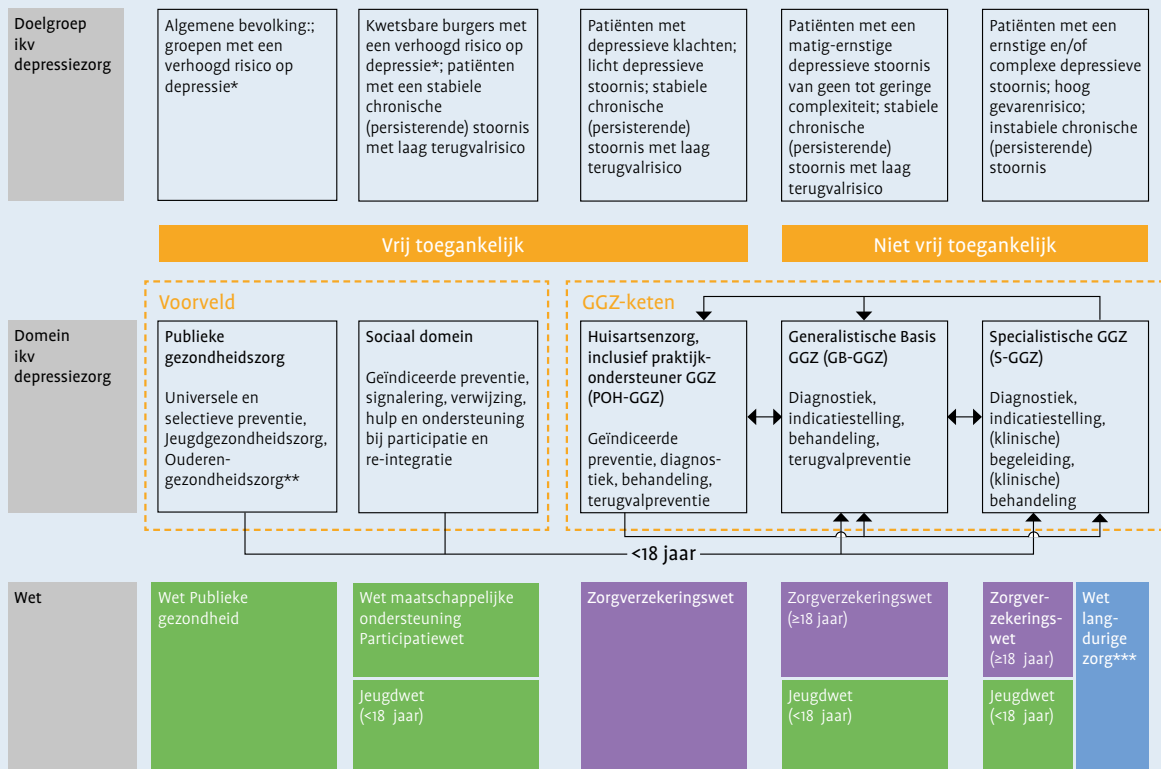 Doelgroep
ikv
depressiezorg
Algemene bevolking:;
groepen met een
verhoogd risico op
depressie*
Kwetsbare burgers met
een verhoogd risico op
depressie*; patiënten
met een stabiele
chronische
(persisterende) stoornis
met laag terugvalrisico
Patiënten met
depressieve klachten;
licht depressieve
stoornis; stabiele
chronische
(persisterende)
stoornis met laag
terugvalrisico
Patiënten met een
matig-ernstige
depressieve stoornis
van geen tot geringe
complexiteit; stabiele
chronische
(persisterende)
stoornis met laag
terugvalrisico
Patiënten met een
ernstige en/of
complexe depressieve
stoornis; hoog
gevarenrisico;
instabiele chronische
(persisterende)
stoornis
Vrij toegankelijk
Niet vrij toegankelijk
Voorveld
GGZ-keten
Domein
ikv
depressiezorg
Publieke
gezondheidszorg
Universele en
selectieve preventie,
Jeugdgezondheidszorg,
Ouderen-
gezondheidszorg**
Sociaal domein
Geïndiceerde preventie,
signalering, verwijzing,
hulp en ondersteuning
bij participatie en
re-integratie
Huisartsenzorg,
inclusief praktijk-
ondersteuner GGZ
(POH-GGZ)
Geïndiceerde
preventie, diagnos-
tiek, behandeling,
terugvalpreventie
Generalistische Basis
GGZ (GB-GGZ)
Diagnostiek,
indicatiestelling,
behandeling,
terugvalpreventie
Specialistische GGZ
(S-GGZ)
Diagnostiek,
indicatiestelling,
(klinische)
begeleiding,
(klinische)
behandeling
<18 jaar
Wet
Wet Publieke
gezondheid
Wet maatschappelijke
ondersteuning
Participatiewet
Jeugdwet
(<18 jaar)
Zorgverzekeringswet
Zorgverzekeringswet
(≥18 jaar)
Jeugdwet
(<18 jaar)
Zorgver-
zekerings-
wet
(≥18 jaar)
Jeugdwet
(<18 jaar)
Wet
lang-
durige
zorg***